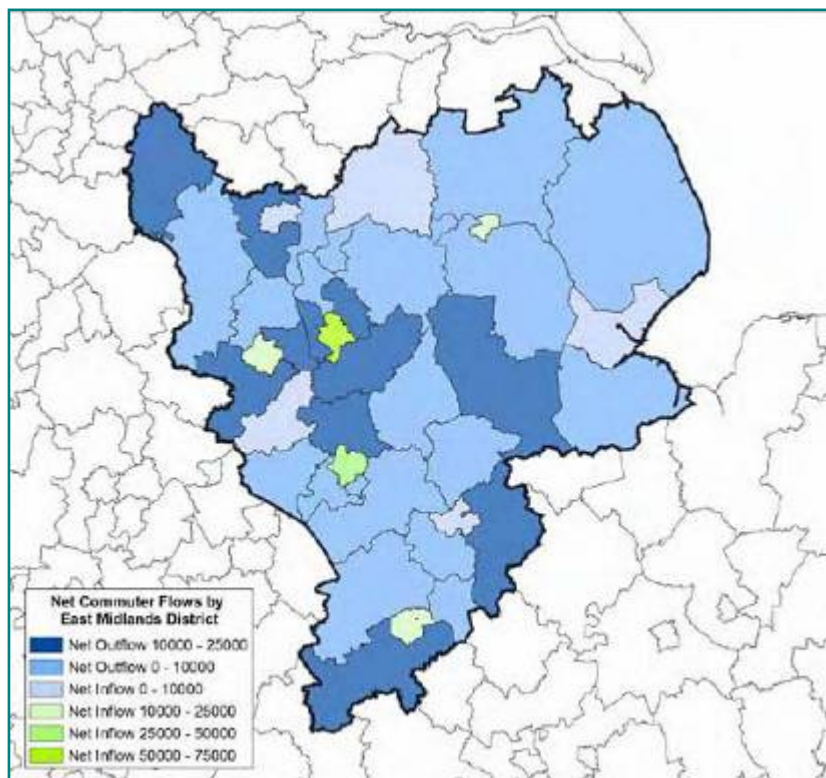 Net Commuter Flows by
East Midlands District
Net Outflow 10000 - 25000
Net Outflow 0 - 10000
Net Inflow 0 - 10000
Net Inflow 10000 - 25000
Net Inflow 25000 - 50000
Net Inflow 50000 - 75000